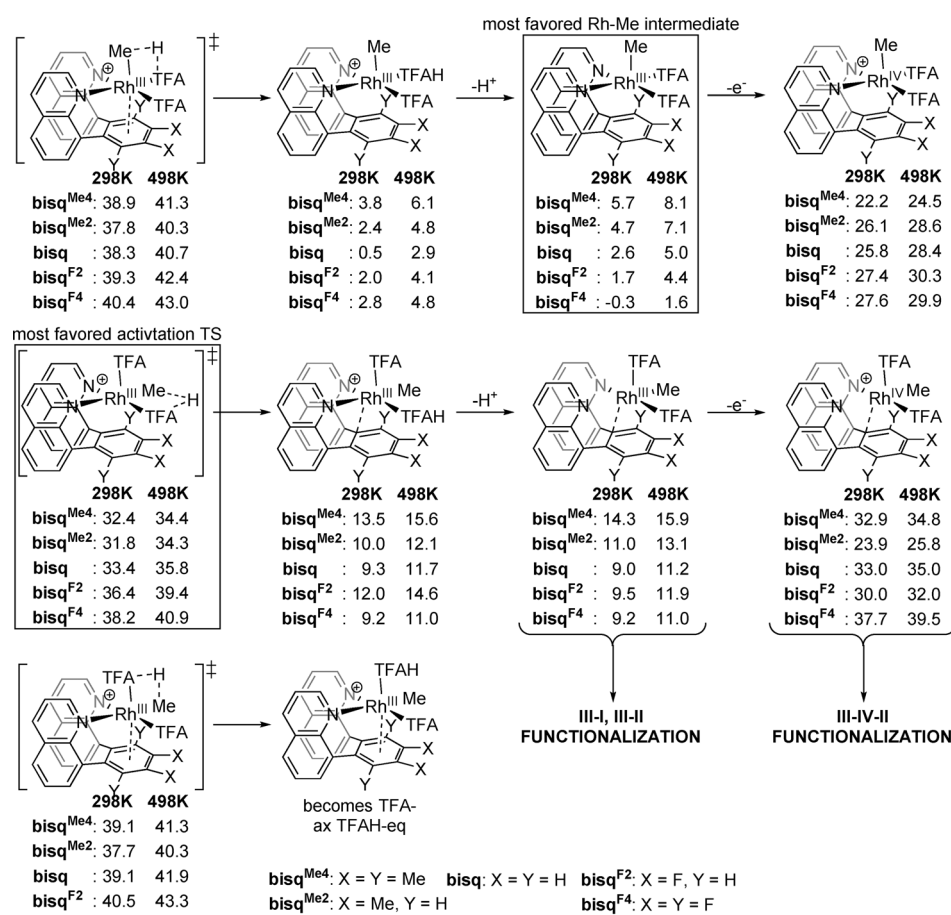 most favored Rh-Me intermediate
‡
Me H
N ⊕ Rh III TFA
N TFA
Y
X
X
Y
Me
N ⊕ Rh III TFAH
N TFA
Y
X
X
Y
-H+
Me
N Rh III TFA
N TFA
Y
X
X
Y
-e-
Me
N ⊕ Rh IV TFA
N TFA
Y
X
X
Y
298K 498K 298K 498K 298K 498K 298K 498K
bisqMe4: 38.9 41.3 bisqMe4: 3.8 6.1 bisqMe4: 5.7 8.1 bisqMe4: 22.2 24.5
bisqMe2: 37.8 40.3 bisqMe2: 2.4 4.8 bisqMe2: 4.7 7.1 bisqMe2: 26.1 28.6
bisq : 38.3 40.7 bisq : 0.5 2.9 bisq : 2.6 5.0 bisq : 25.8 28.4
bisqF2 : 39.3 42.4 bisqF2 : 2.0 4.1 bisqF2 : 1.7 4.4 bisqF2 : 27.4 30.3
bisqF4 : 40.4 43.0 bisqF4 : 2.8 4.8 bisqF4 : -0.3 1.6 bisqF4 : 27.6 29.9
most favored activtation TS
‡
TFA
N ⊕ Rh III Me
N TFA H
Y
X
X
Y
TFA
N ⊕ Rh III Me
N TFAH
Y
X
X
Y
-H+
TFA
N Rh III Me
N TFA
Y
X
X
Y
-e-
TFA
N ⊕ Rh IV Me
N TFA
Y
X
X
Y
298K 498K 298K 498K 298K 498K 298K 498K
bisqMe4: 32.4 34.4 bisqMe4: 13.5 15.6 bisqMe4: 14.3 15.9 bisqMe4: 32.9 34.8
bisqMe2: 31.8 34.3 bisqMe2: 10.0 12.1 bisqMe2: 11.0 13.1 bisqMe2: 23.9 25.8
bisq : 33.4 35.8 bisq : 9.3 11.7 bisq : 9.0 11.2 bisq : 33.0 35.0
bisqF2 : 36.4 39.4 bisqF2 : 12.0 14.6 bisqF2 : 9.5 11.9 bisqF2 : 30.0 32.0
bisqF4 : 38.2 40.9 bisqF4 : 9.2 11.0 bisqF4 : 9.2 11.0 bisqF4 : 37.7 39.5
‡
TFA H
N ⊕ Rh III Me
N TFA
Y
X
X
Y
TFAH
N ⊕ Rh III Me
N TFA
Y
X
X
Y
becomes TFA-
ax TFAH-eq
III-I, III-II
FUNCTIONALIZATION
III-IV-II
FUNCTIONALIZATION
298K 498K
bisqMe4: 39.1 41.3
bisqMe2: 37.7 40.3
bisq : 39.1 41.9
bisqF2 : 40.5 43.3
bisqMe4: X = Y = Me bisq: X = Y = H bisqF2: X = F, Y = H
bisqMe2: X = Me, Y = H bisqF4: X = Y = F